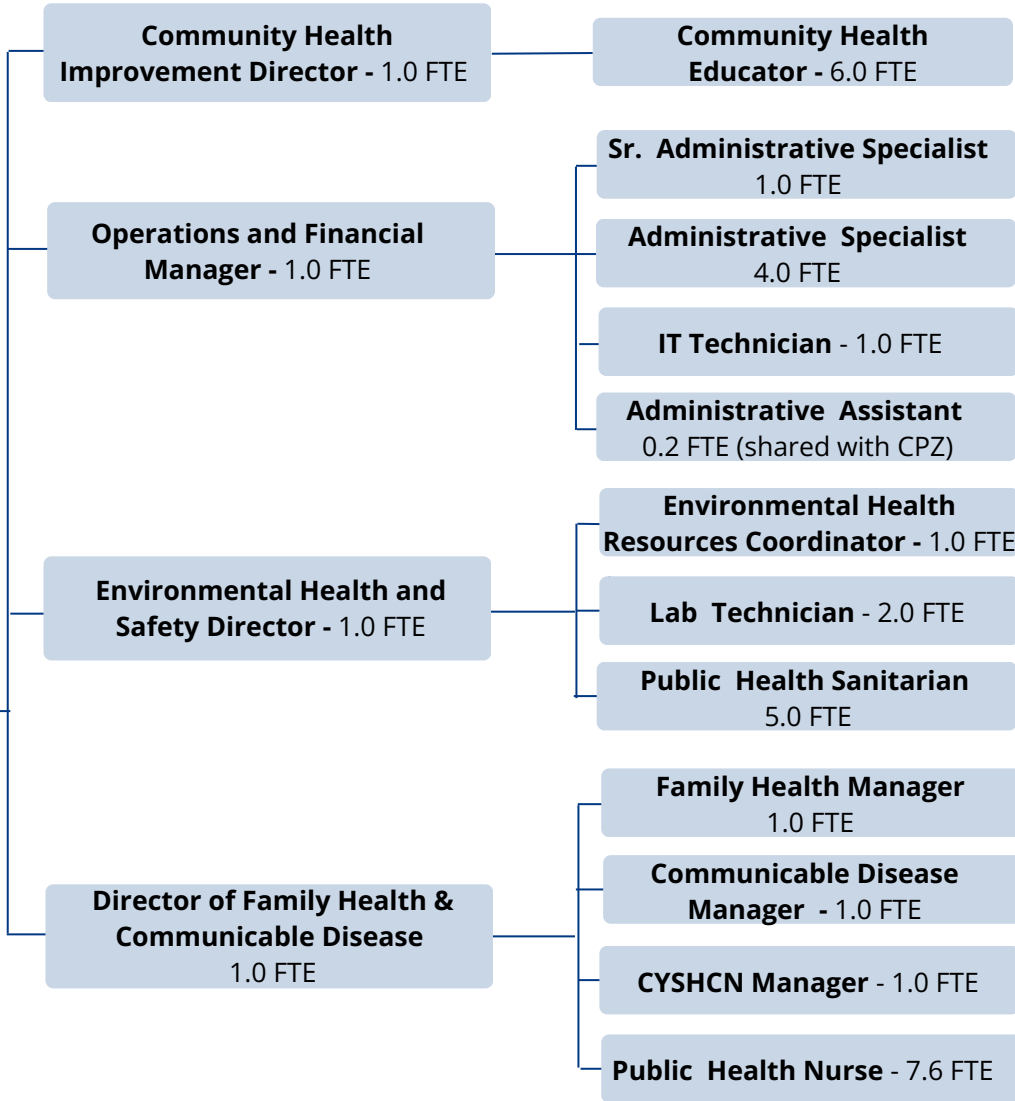 Community Health
Improvement Director - 1.0 FTE
Community Health
Educator - 6.0 FTE
Operations and Financial
Manager - 1.0 FTE
Sr. Administrative Specialist
1.0 FTE
Administrative Specialist
4.0 FTE
IT Technician - 1.0 FTE
Administrative Assistant
0.2 FTE (shared with CPZ)
Environmental Health and
Safety Director - 1.0 FTE
Environmental Health
Resources Coordinator - 1.0 FTE
Lab Technician - 2.0 FTE
Public Health Sanitarian
5.0 FTE
Director of Family Health &
Communicable Disease
1.0 FTE
Family Health Manager
1.0 FTE
Communicable Disease
Manager - 1.0 FTE
CYSHCN Manager - 1.0 FTE
Public Health Nurse - 7.6 FTE